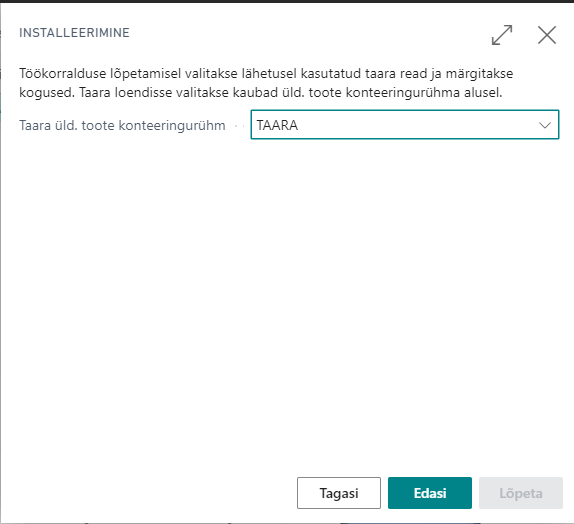 INSTALLEERIMINE
Töökorralduse lõpetamisel valitakse lähetusel kasutatud taara read ja märgitakse
kogused. Taara loendisse valitakse kaubad üld. toote konteeringurühma alusel.
Taara üld. toote konteeringurühm
TAARA
Tagasi
Edasi
Lõpeta